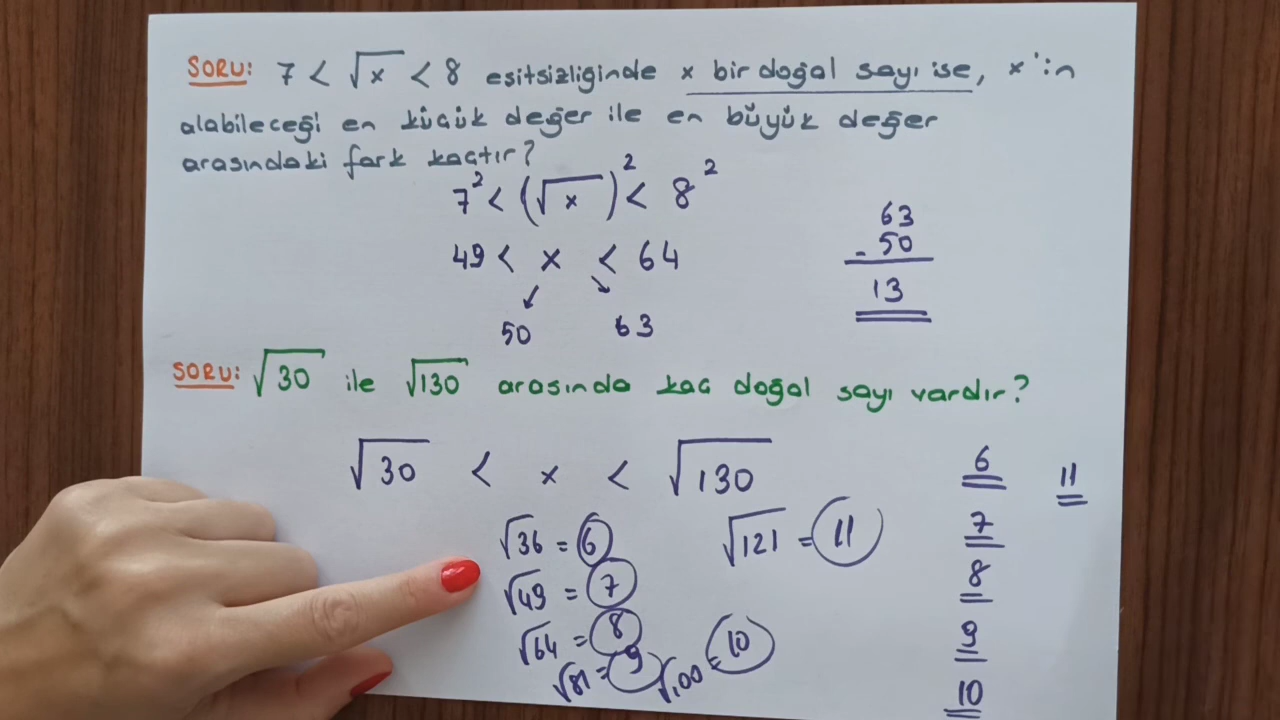 SORU: 7 < √x < 8 eşitsizliğinde x bir doğal sayı ise, x'in
alabileceği en küçük değer ile en büyük değer
arasındaki fark kaçtır?
7² < (√x)² < 8²
49 < x < 64
50 63
63
- 50
13
SORU: √30 ile √130 arasında kaç doğal sayı vardır?
√30 < x < √130
√36 = 6
√49 = 7
√64 = 8
√81 = 9
√100 = 10
√121 = 11
6
7
8
9
10
11